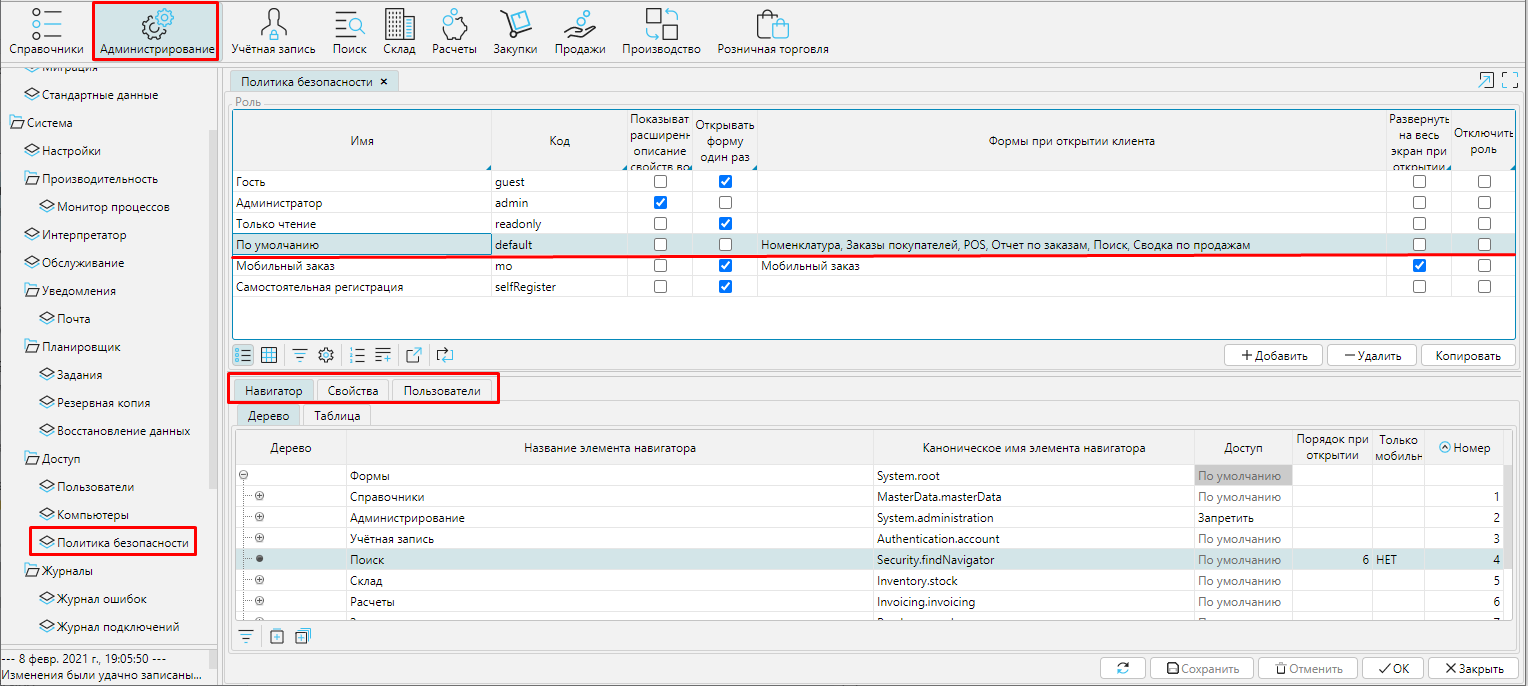 Справочники
Администрирование
Учётная запись
Поиск
Склад
Расчеты
Закупки
Продажи
Производство
Розничная торговля
Миграция
Стандартные данные
Система
Настройки
Производительность
Монитор процессов
Интерпретатор
Обслуживание
Уведомления
Почта
Планировщик
Задания
Резервная копия
Восстановление данных
Доступ
Пользователи
Компьютеры
Политика безопасности
Журналы
Журнал ошибок
Журнал подключений
--- 8 февр. 2021 г., 19:05:50 ---
Изменения были удачно записаны...
Политика безопасности ×
Роль
Имя
Код
Показыват
расширенн
описание
свойств во
Открывать
форму
один раз
Формы при открытии клиента
Развернуть
на весь
экран при
открытии
Отключить
роль
Гость guest
Администратор admin
Только чтение readonly
По умолчанию default Номенклатура, Заказы покупателей, POS, Отчет по заказам, Поиск, Сводка по продажам
Мобильный заказ mo Мобильный заказ
Самостоятельная регистрация selfRegister
Добавить Удалить Копировать
Навигатор Свойства Пользователи
Дерево Таблица
Дерево
Название элемента навигатора
Каноническое имя элемента навигатора
Доступ
Порядок при
открытии
Только
мобильн
Номер
Формы System.root По умолчанию
Справочники MasterData.masterData По умолчанию 1
Администрирование System.administration Запретить 2
Учётная запись Authentication.account По умолчанию 3
Поиск Security.findNavigator По умолчанию 6 НЕТ 4
Склад Inventory.stock По умолчанию 5
Расчеты Invoicing.invoicing По умолчанию 6
Сохранить Отменить OK Закрыть